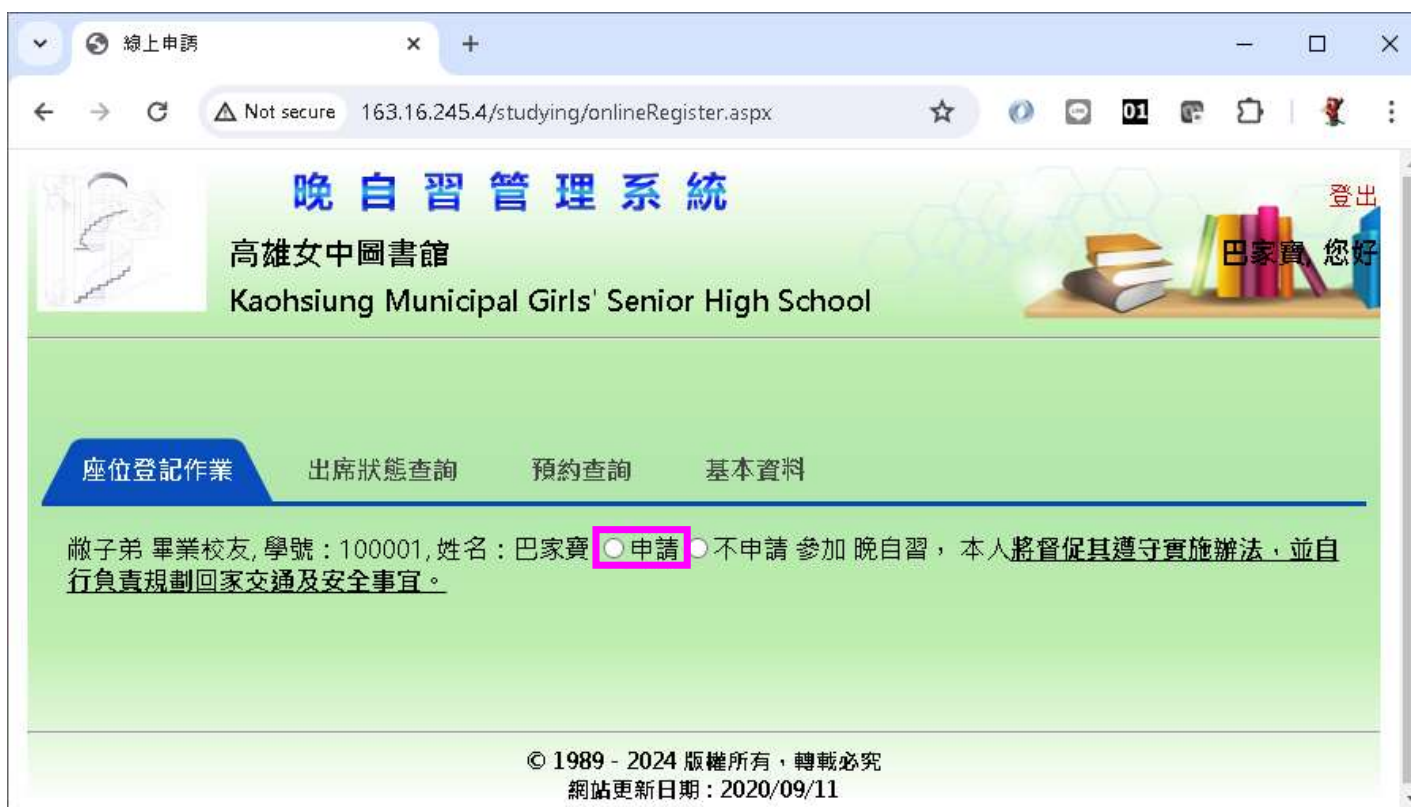 線上申請
Not secure 163.16.245.4/studying/onlineRegister.aspx
01
晚自習管理系統
登出
高雄女中圖書館
巴家寶, 您好
Kaohsiung Municipal Girls' Senior High School
座位登記作業 出席狀態查詢 預約查詢 基本資料
敝子弟 畢業校友, 學號：100001, 姓名：巴家寶 申請 不申請 參加 晚自習， 本人將督促其遵守實施辦法，並自
行負責規劃回家交通及安全事宜。
© 1989 - 2024 版權所有，轉載必究
網站更新日期：2020/09/11